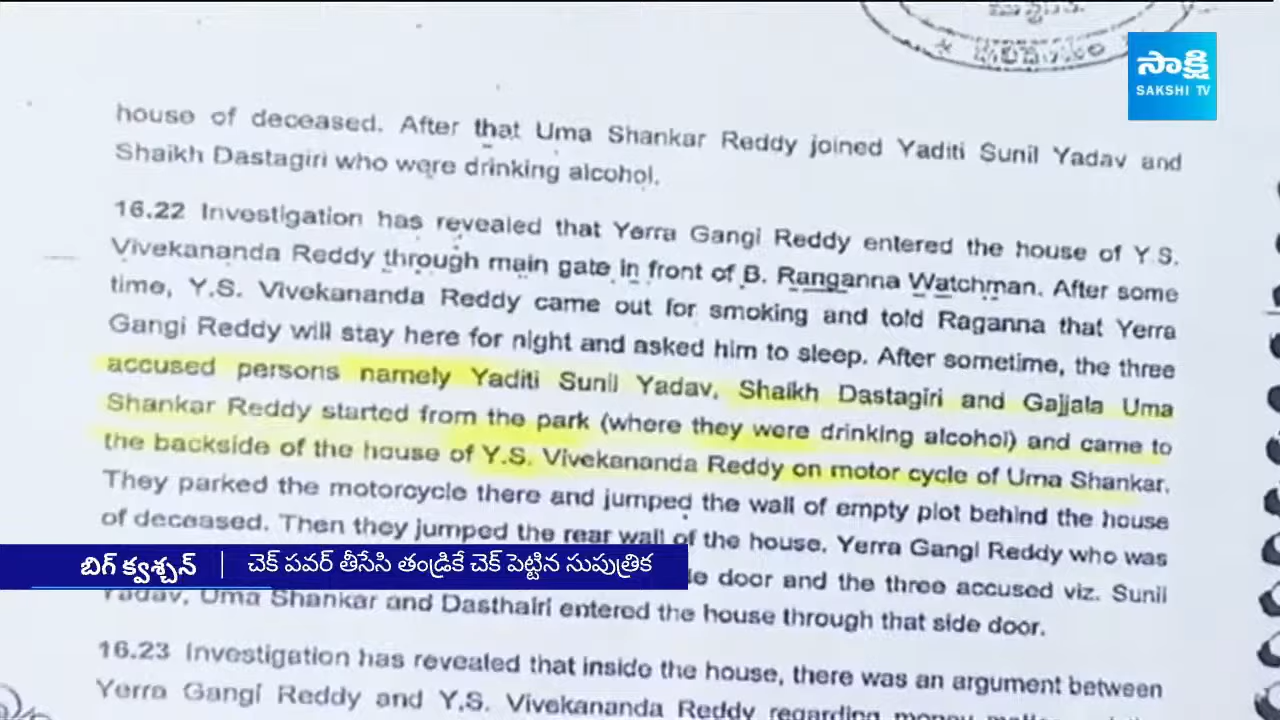 సాక్షి
SAKSHI TV
house of deceased. After that Uma Shankar Reddy joined Yaditi Sunil Yadav and
Shaikh Dastagiri who were drinking alcohol.
16.22 Investigation has revealed that Yerra Gangi Reddy entered the house of Y.S.
Vivekananda Reddy through main gate in front of B. Ranganna Watchman. After some
time, Y.S. Vivekananda Reddy came out for smoking and told Raganna that Yerra
Gangi Reddy will stay here for night and asked him to sleep. After sometime, the three
accused persons namely Yaditi Sunil Yadav, Shaikh Dastagiri and Gajjala Uma
Shankar Reddy started from the park (where they were drinking alcohol) and came to
the backside of the house of Y.S. Vivekananda Reddy on motor cycle of Uma Shankar.
They parked the motorcycle there and jumped the wall of empty plot behind the house
of deceased. Then they jumped the rear wall of the house. Yerra Gangi Reddy who was
door and the three accused viz. Sunil
Yadav, Uma Shankar and Dasthairi entered the house through that side door.
16.23 Investigation has revealed that inside the house, there was an argument between
Yerra Gangi Reddy and Y.S. Vivekananda Reddy regarding money
బిగ్ క్వశ్చన్ | చెక్ పవర్ తీసేసి తండ్రికే చెక్ పెట్టిన సుపుత్రిక